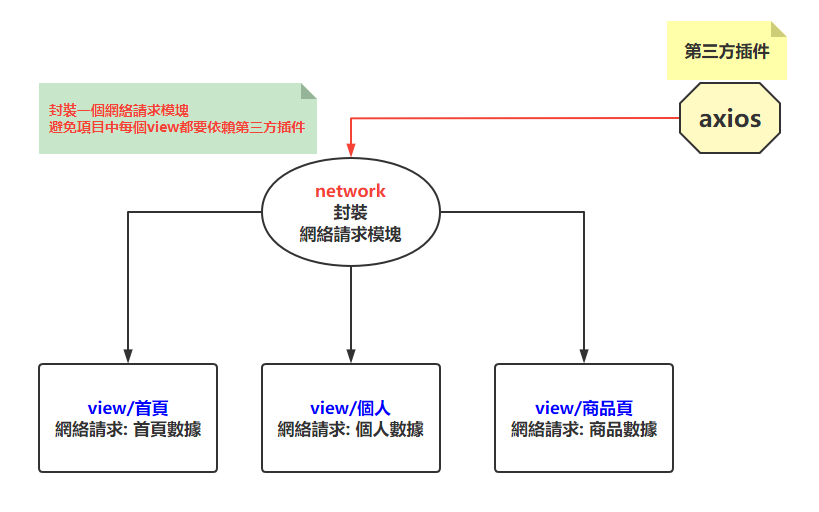 第三方插件
axios
封裝一個網絡請求模塊
避免項目中每個view都要依賴第三方插件
network
封裝
網絡請求模塊
view/首頁
網絡請求: 首頁數據
view/個人
網絡請求: 個人數據
view/商品頁
網絡請求: 商品數據